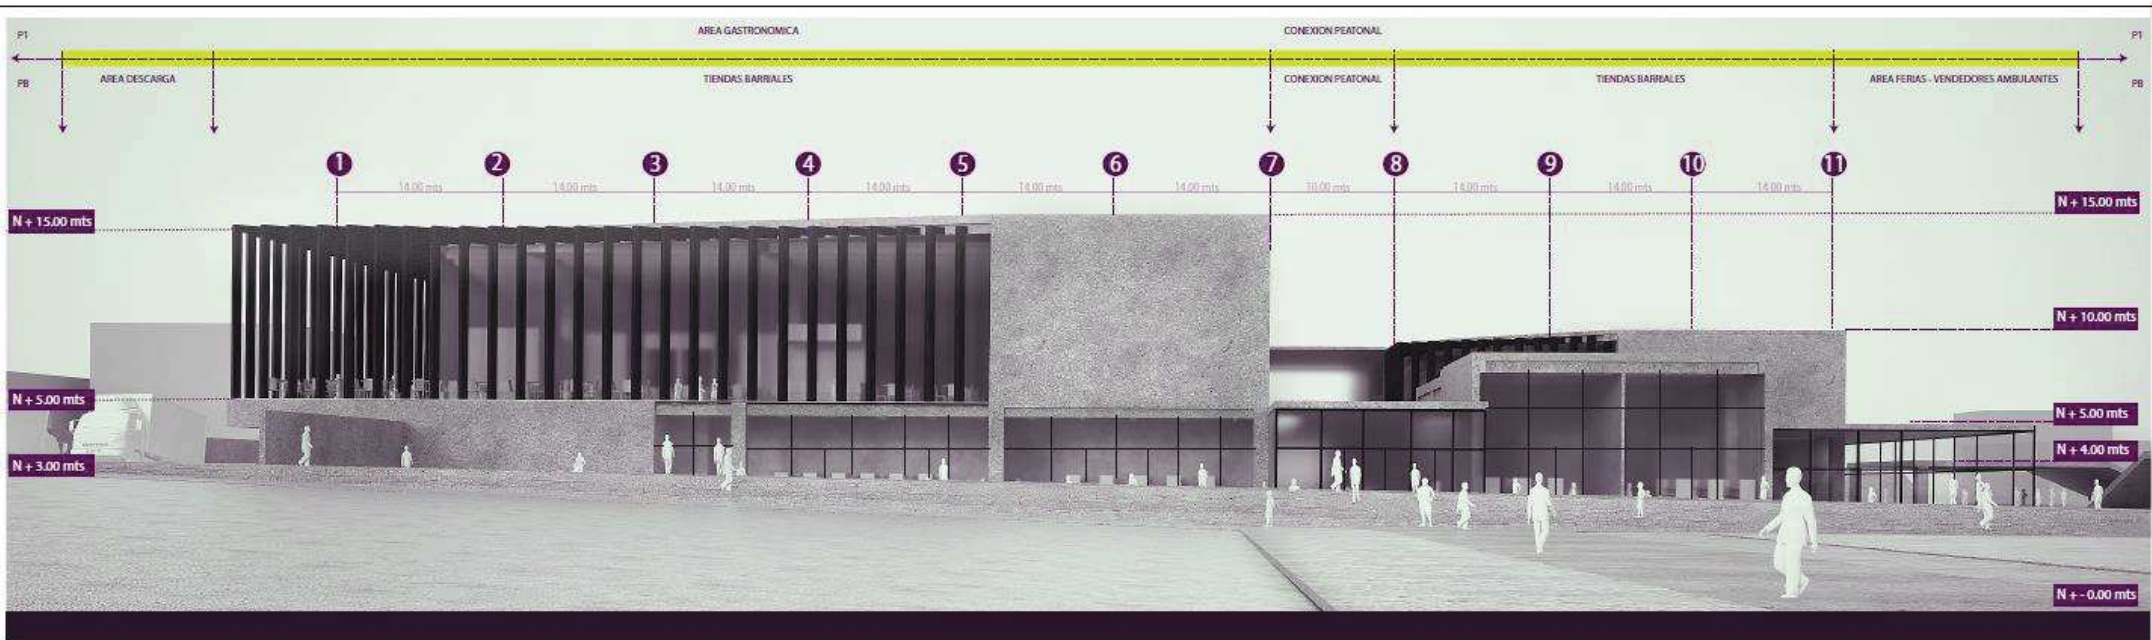 AREA GASTRONOMICA
CONEXION PEATONAL
P1
P1
AREA DESCARGA
TIENDAS BARRIALES
CONEXION PEATONAL
TIENDAS BARRIALES
AREA FERIAS - VENDEDORES AMBULANTES
PB
PB
1
2
3
4
5
6
7
8
9
10
11
14.00 mts
14.00 mts
14.00 mts
14.00 mts
14.00 mts
14.00 mts
10.00 mts
14.00 mts
14.00 mts
14.00 mts
N + 15.00 mts
N + 15.00 mts
N + 10.00 mts
N + 5.00 mts
N + 5.00 mts
N + 4.00 mts
N + 3.00 mts
N + - 0.00 mts